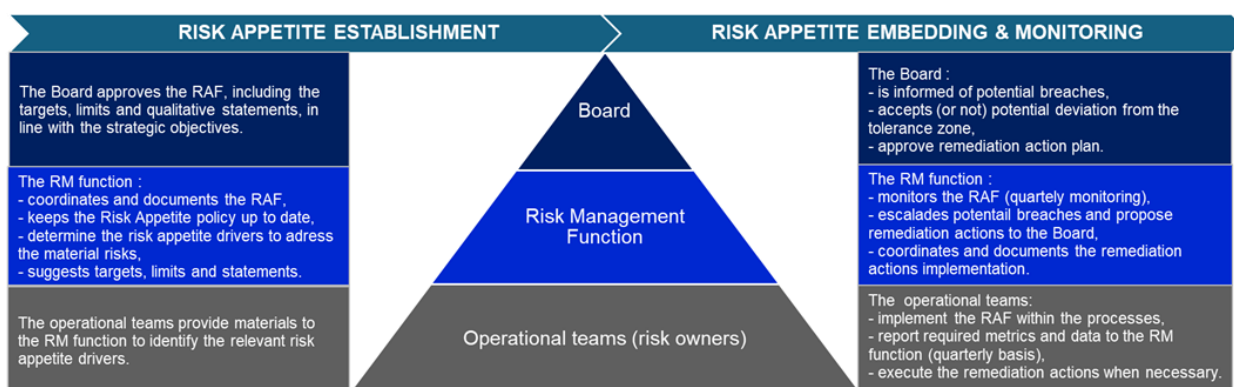 RISK APPETITE ESTABLISHMENT
RISK APPETITE EMBEDDING & MONITORING
The Board approves the RAF, including the
targets, limits and qualitative statements, in
line with the strategic objectives.
Board
The Board :
- is informed of potential breaches,
- accepts (or not) potential deviation from the
tolerance zone,
- approve remediation action plan.
The RM function :
- coordinates and documents the RAF,
- keeps the Risk Appetite policy up to date,
- determine the risk appetite drivers to adress
the material risks,
- suggests targets, limits and statements.
Risk Management
Function
The RM function :
- monitors the RAF (quartely monitoring),
- escalades potentail breaches and propose
remediation actions to the Board,
- coordinates and documents the remediation
actions implementation.
The operational teams provide materials to
the RM function to identify the relevant risk
appetite drivers.
Operational teams (risk owners)
The operational teams:
- implement the RAF within the processes,
- report required metrics and data to the RM
function (quarterly basis),
- execute the remediation actions when necessary.